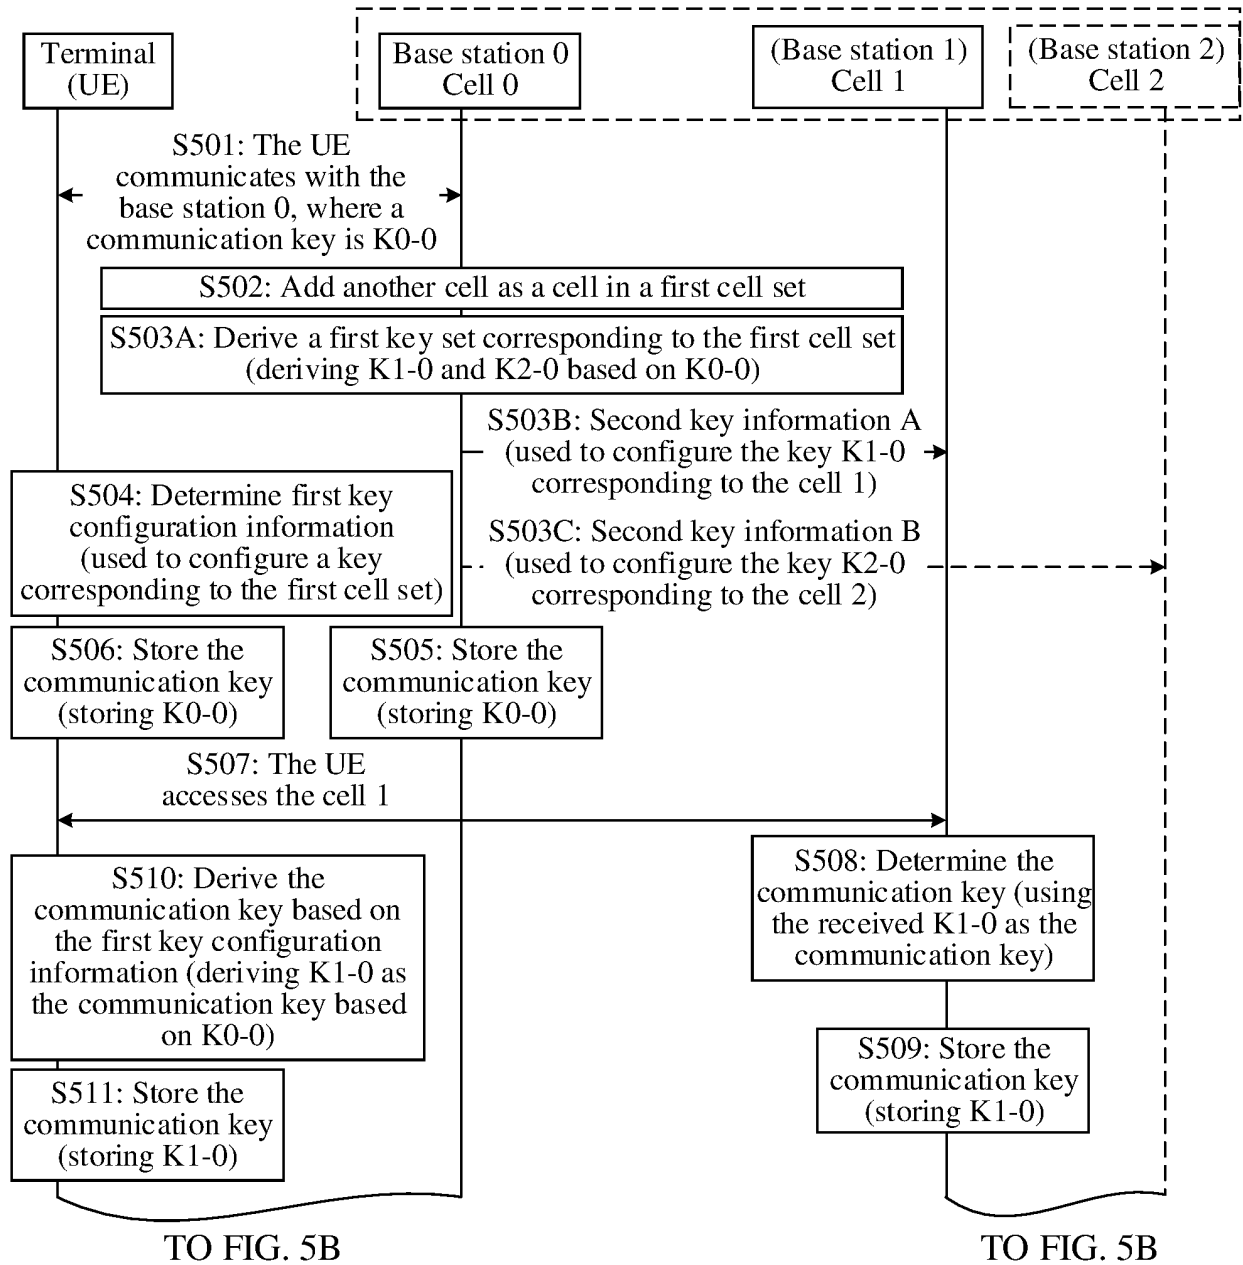 Terminal
(UE)
Base station 0
Cell 0
(Base station 1)
Cell 1
(Base station 2)
Cell 2
S501: The UE
communicates with the
base station 0, where a
communication key is K0-0
S502: Add another cell as a cell in a first cell set
S503A: Derive a first key set corresponding to the first cell set
(deriving K1-0 and K2-0 based on K0-0)
S503B: Second key information A
(used to configure the key K1-0
corresponding to the cell 1)
S504: Determine first key
configuration information
(used to configure a key
corresponding to the first cell set)
S503C: Second key information B
(used to configure the key K2-0
corresponding to the cell 2)
S506: Store the
communication key
(storing K0-0)
S505: Store the
communication key
(storing K0-0)
S507: The UE
accesses the cell 1
S508: Determine the
communication key (using
the received K1-0 as the
communication key)
S510: Derive the
communication key based on
the first key configuration
information (deriving K1-0 as
the communication key based
on K0-0)
S509: Store the
communication key
(storing K1-0)
S511: Store the
communication key
(storing K1-0)
TO FIG. 5B
TO FIG. 5B